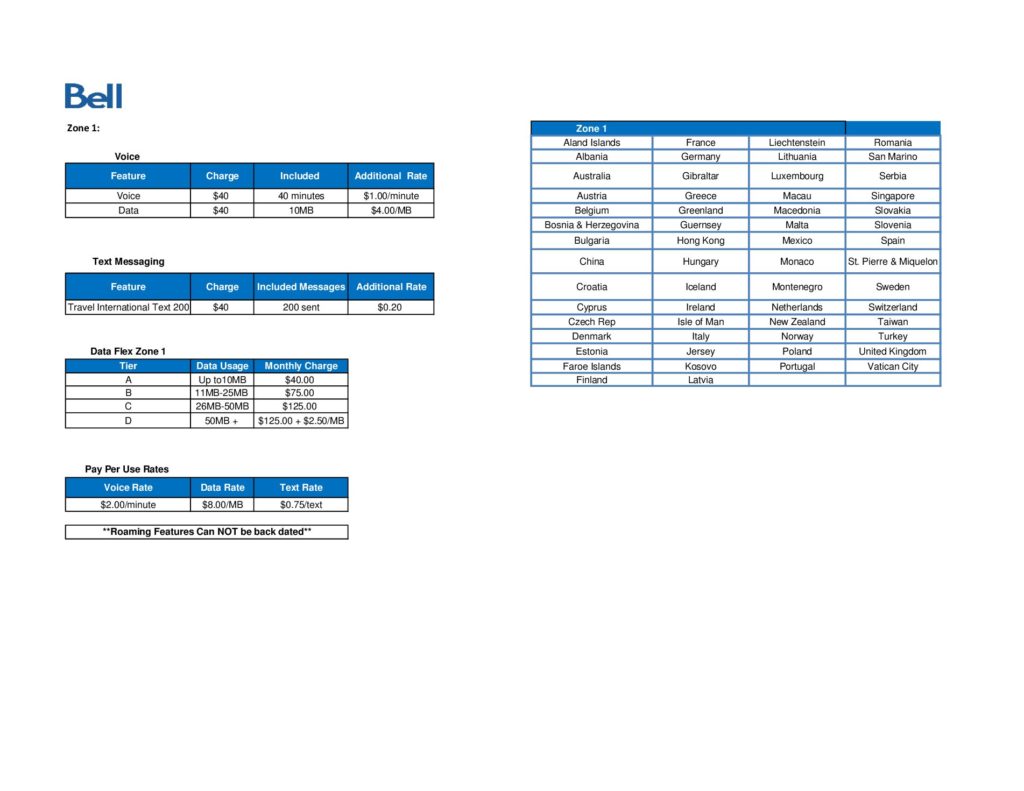 Bell
Zone 1:
Voice
Feature Charge Included Additional Rate
Voice $40 40 minutes $1.00/minute
Data $40 10MB $4.00/MB
Text Messaging
Feature Charge Included Messages Additional Rate
Travel International Text 200 $40 200 sent $0.20
Data Flex Zone 1
Tier Data Usage Monthly Charge
A Up to10MB $40.00
B 11MB-25MB $75.00
C 26MB-50MB $125.00
D 50MB + $125.00 + $2.50/MB
Pay Per Use Rates
Voice Rate Data Rate Text Rate
$2.00/minute $8.00/MB $0.75/text
**Roaming Features Can NOT be back dated**
Zone 1
Aland Islands France Liechtenstein Romania
Albania Germany Lithuania San Marino
Australia Gibraltar Luxembourg Serbia
Austria Greece Macau Singapore
Belgium Greenland Macedonia Slovakia
Bosnia & Herzegovina Guernsey Malta Slovenia
Bulgaria Hong Kong Mexico Spain
China Hungary Monaco St. Pierre & Miquelon
Croatia Iceland Montenegro Sweden
Cyprus Ireland Netherlands Switzerland
Czech Rep Isle of Man New Zealand Taiwan
Denmark Italy Norway Turkey
Estonia Jersey Poland United Kingdom
Faroe Islands Kosovo Portugal Vatican City
Finland Latvia